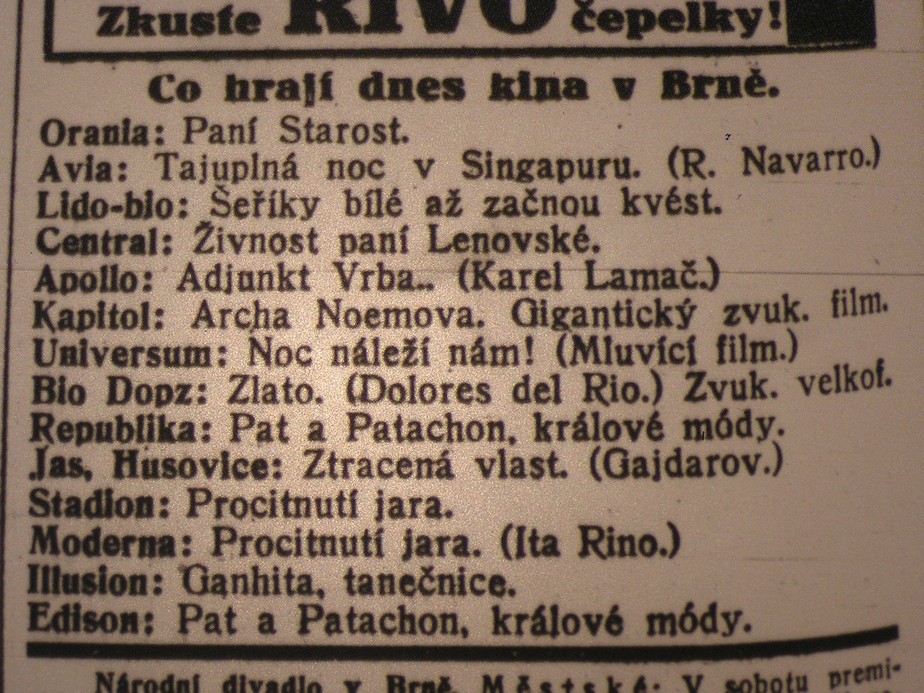 Zkuste RIVO čepelky!
Co hrají dnes kina v Brně.
Orania: Paní Starost.
Avia: Tajuplná noc v Singapuru. (R. Navarro.)
Lido-bio: Šeříky bílé až začnou kvést.
Central: Živnost paní Lenovské.
Apollo: Adjunkt Vrba.. (Karel Lamač.)
Kapitol: Archa Noemova. Gigantický zvuk. film.
Universum: Noc náleží nám! (Mluvící film.)
Bio Dopz: Zlato. (Dolores del Rio.) Zvuk. velkof.
Republika: Pat a Patachon, králové módy.
Jas, Husovice: Ztracená vlast. (Gajdarov.)
Stadion: Procitnutí jara.
Moderna: Procitnutí jara. (Ita Rino.)
Illusion: Ganhita, tanečnice.
Edison: Pat a Patachon, králové módy.
Národní divadlo v Brně. Městské: V sobotu premi-